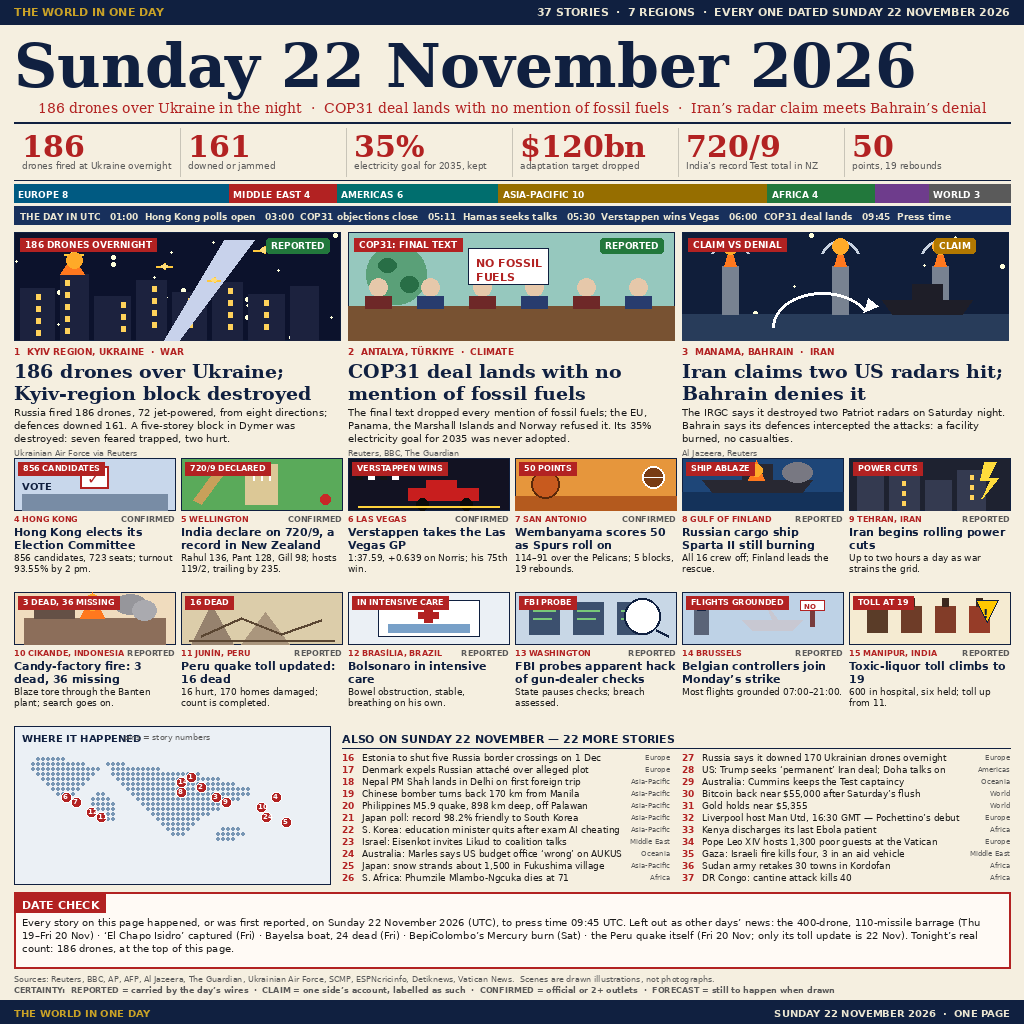 THE WORLD IN ONE DAY
37 STORIES · 7 REGIONS · EVERY ONE DATED SUNDAY 22 NOVEMBER 2026
Sunday 22 November 2026
186 drones over Ukraine in the night · COP31 deal lands with no mention of fossil fuels · Iran's radar claim meets Bahrain's denial
186
drones fired at Ukraine overnight
161
downed or jammed
35%
electricity goal for 2035, kept
$120bn
adaptation target dropped
720/9
India's record Test total in NZ
50
points, 19 rebounds
EUROPE 8
MIDDLE EAST 4
AMERICAS 6
ASIA-PACIFIC 10
AFRICA 4
WORLD 3
THE DAY IN UTC 01:00 Hong Kong polls open 03:00 COP31 objections close 05:11 Hamas seeks talks 05:30 Verstappen wins Vegas 06:00 COP31 deal lands 09:45 Press time
186 DRONES OVERNIGHT
REPORTED
COP31: FINAL TEXT
REPORTED
NO FOSSIL
FUELS
CLAIM VS DENIAL
CLAIM
1 KYIV REGION, UKRAINE · WAR
186 drones over Ukraine;
Kyiv-region block destroyed
Russia fired 186 drones, 72 jet-powered, from eight directions;
defences downed 161. A five-storey block in Dymer was
destroyed: seven feared trapped, two hurt.
Ukrainian Air Force via Reuters
2 ANTALYA, TÜRKIYE · CLIMATE
COP31 deal lands with no
mention of fossil fuels
The final text dropped every mention of fossil fuels; the EU,
Panama, the Marshall Islands and Norway refused it. Its 35%
electricity goal for 2035 was never adopted.
Reuters, BBC, The Guardian
3 MANAMA, BAHRAIN · IRAN
Iran claims two US radars hit;
Bahrain denies it
The IRGC says it destroyed two Patriot radars on Saturday night.
Bahrain says its defences intercepted the attacks: a facility
burned, no casualties.
Al Jazeera, Reuters
856 CANDIDATES
VOTE
4 HONG KONG CONFIRMED
Hong Kong elects its
Election Committee
856 candidates, 723 seats; turnout
93.55% by 2 pm.
720/9 DECLARED
5 WELLINGTON CONFIRMED
India declare on 720/9, a
record in New Zealand
Rahul 136, Pant 128, Gill 98; hosts
119/2, trailing by 235.
VERSTAPPEN WINS
6 LAS VEGAS CONFIRMED
Verstappen takes the Las
Vegas GP
1:37.59, +0.639 on Norris; his 75th
win.
50 POINTS
7 SAN ANTONIO CONFIRMED
Wembanyama scores 50
as Spurs roll on
114–91 over the Pelicans; 5 blocks,
19 rebounds.
SHIP ABLAZE
8 GULF OF FINLAND REPORTED
Russian cargo ship
Sparta II still burning
All 16 crew off; Finland leads the
rescue.
POWER CUTS
9 TEHRAN, IRAN REPORTED
Iran begins rolling power
cuts
Up to two hours a day as war
strains the grid.
3 DEAD, 36 MISSING
10 CIKANDE, INDONESIA REPORTED
Candy-factory fire: 3
dead, 36 missing
Blaze tore through the Banten
plant; search goes on.
16 DEAD
11 JUNÍN, PERU REPORTED
Peru quake toll updated:
16 dead
16 hurt, 170 homes damaged;
count is completed.
IN INTENSIVE CARE
12 BRASÍLIA, BRAZIL REPORTED
Bolsonaro in intensive
care
Bowel obstruction, stable,
breathing on his own.
FBI PROBE
13 WASHINGTON REPORTED
FBI probes apparent hack
of gun-dealer checks
State pauses checks; breach
assessed.
FLIGHTS GROUNDED
NO
14 BRUSSELS REPORTED
Belgian controllers join
Monday's strike
Most flights grounded 07:00–21:00.
TOLL AT 19
!
15 MANIPUR, INDIA REPORTED
Toxic-liquor toll climbs to
19
600 in hospital, six held; toll up
from 11.
WHERE IT HAPPENED
= story numbers
ALSO ON SUNDAY 22 NOVEMBER — 22 MORE STORIES
16 Estonia to shut five Russia border crossings on 1 Dec Europe
17 Denmark expels Russian attaché over alleged plot Europe
18 Nepal PM Shah lands in Delhi on first foreign trip Asia-Pacific
19 Chinese bomber turns back 170 km from Manila Asia-Pacific
20 Philippines M5.9 quake, 898 km deep, off Palawan Asia-Pacific
21 Japan poll: record 98.2% friendly to South Korea Asia-Pacific
22 S. Korea: education minister quits after exam AI cheating Asia-Pacific
23 Israel: Eisenkot invites Likud to coalition talks Middle East
24 Australia: Marles says US budget office 'wrong' on AUKUS Oceania
25 Japan: snow strands about 1,500 in Fukushima village Asia-Pacific
26 S. Africa: Phumzile Mlambo-Ngcuka dies at 71 Africa
27 Russia says it downed 170 Ukrainian drones overnight Europe
28 US: Trump seeks 'permanent' Iran deal; Doha talks on Americas
29 Australia: Cummins keeps the Test captaincy Oceania
30 Bitcoin back near $55,000 after Saturday's flush World
31 Gold holds near $5,355 World
32 Liverpool host Man Utd, 16:30 GMT — Pochettino's debut Europe
33 Kenya discharges its last Ebola patient Africa
34 Pope Leo XIV hosts 1,300 poor guests at the Vatican Europe
35 Gaza: Israeli fire kills four, 3 in an aid vehicle Middle East
36 Sudan army retakes 30 towns in Kordofan Africa
37 DR Congo: cantine attack kills 40 Africa
DATE CHECK
Every story on this page happened, or was first reported, on Sunday 22 November 2026 (UTC), to press time 09:45 UTC. Left out as other days' news: the 400-drone, 110-missile barrage (Thu
19–Fri 20 Nov) · 'El Chapo Isidro' captured (Fri) · Bayelsa boat, 24 dead (Fri) · BepiColombo's Mercury burn (Sat) · the Peru quake itself (Fri 20 Nov; only its toll update is 22 Nov). Tonight's real
count: 186 drones, at the top of this page.
Sources: Reuters, BBC, AP, AFP, Al Jazeera, The Guardian, Ukrainian Air Force, SCMP, ESPNcricinfo, Detiknews, Vatican News. Scenes are drawn illustrations, not photographs.
CERTAINTY: REPORTED = carried by the day's wires · CLAIM = one side's account, labelled as such · CONFIRMED = official or 2+ outlets · FORECAST = still to happen when drawn
THE WORLD IN ONE DAY
SUNDAY 22 NOVEMBER 2026 · ONE PAGE